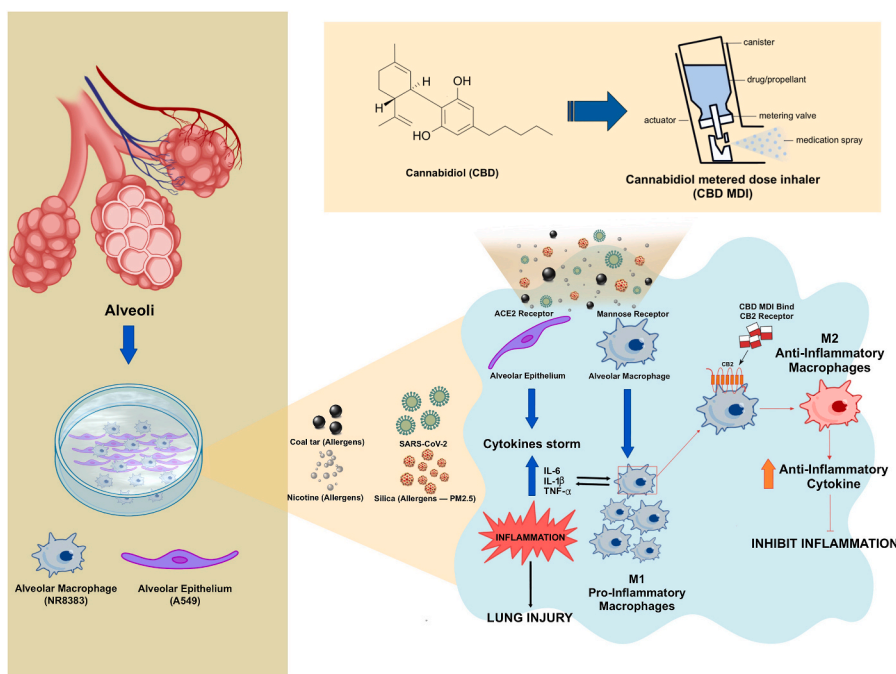 Alveoli
Alveolar Macrophage
(NR8383)
Alveolar Epithelium
(A549)
OH
H
H
HO
Cannabidiol (CBD)
canister
drug/propellant
actuator
metering valve
medication spray
Cannabidiol metered dose inhaler
(CBD MDI)
ACE2 Receptor
Mannose Receptor
Alveolar Epithelium
Alveolar Macrophage
CBD MDI Bind
CB2 Receptor
CB2
M2
Anti-Inflammatory
Macrophages
Coal tar (Allergens)
SARS-CoV-2
Nicotine (Allergens)
Silica (Allergens — PM2.5)
Cytokines storm
IL-6
IL-1β
TNF-α
INFLAMMATION
LUNG INJURY
M1
Pro-Inflammatory
Macrophages
Anti-Inflammatory
Cytokine
INHIBIT INFLAMMATION